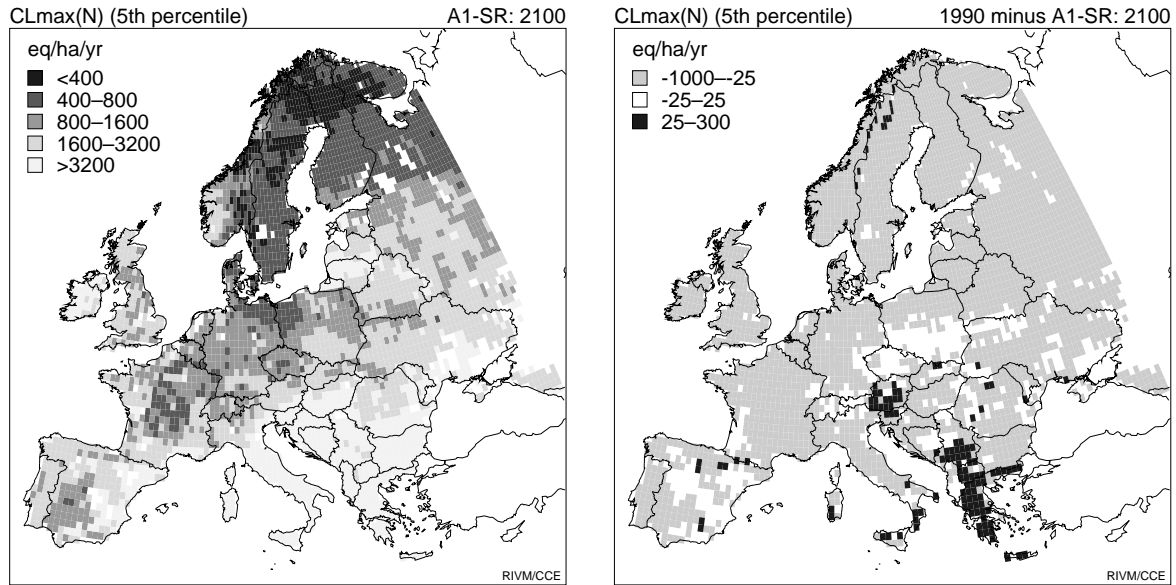 CLmax(N) (5th percentile) A1-SR: 2100
eq/ha/yr
<400
400–800
800–1600
1600–3200
>3200
RIVM/CCE
CLmax(N) (5th percentile) 1990 minus A1-SR: 2100
eq/ha/yr
-1000–-25
-25–25
25–300
RIVM/CCE